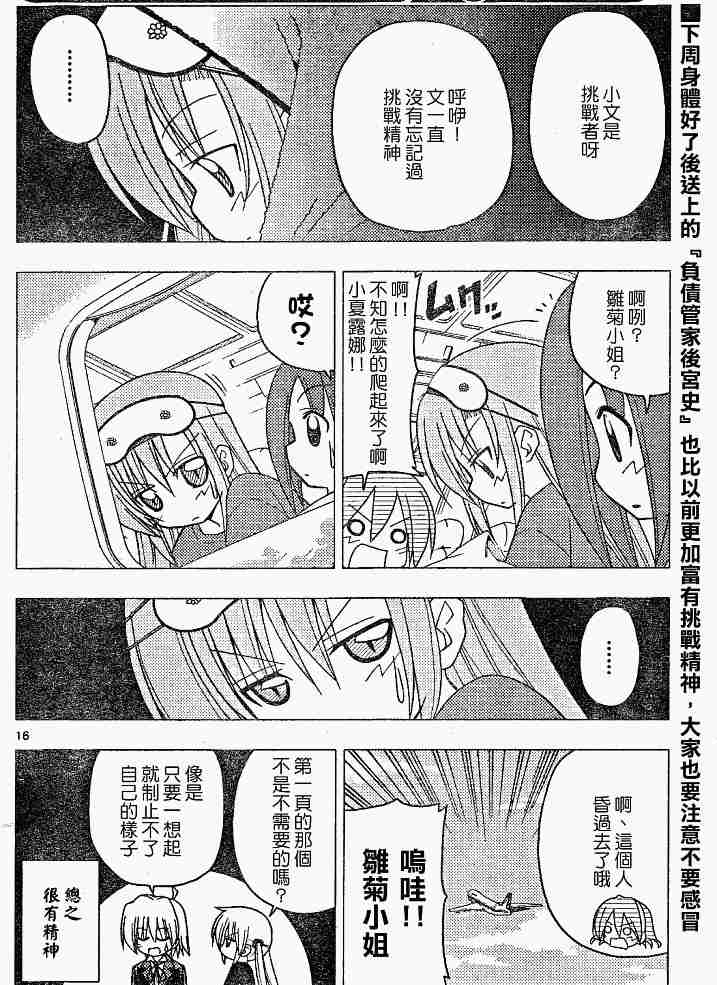 小文是
挑戰者呀
呼咿！
文一直
沒有忘記過
挑戰精神
………
啊咧？
雛菊小姐？
ムクッ
啊！！
不知怎麼的爬起來了啊
小夏露娜！！
哎？
……
啊、這個人
昏過去了哦
嗚哇！！
雛菊小姐
第一頁的那個
不是不需要的嗎？
像是
只要一想起
就制止不了
自己的樣子
總之
很有精神
16
■下周身體好了後送上的『負債管家後宮史』也比以前更加富有挑戰精神，大家也要注意不要感冒